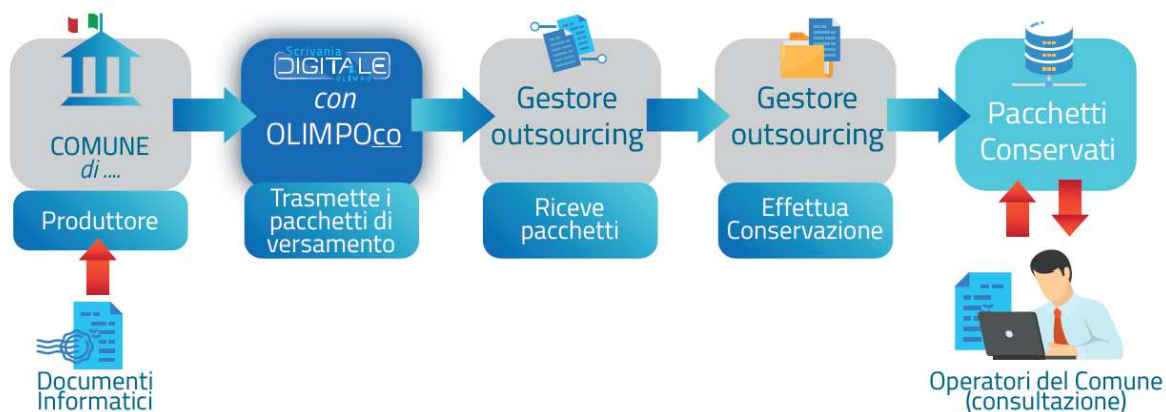 COMUNE
di ....
Produttore
Documenti
Informatici
Scrivania
DIGITALE
OLIMPO
con
OLIMPOco
Trasmette i
pacchetti di
versamento
Gestore
outsourcing
Riceve
pacchetti
Gestore
outsourcing
Effettua
Conservazione
Pacchetti
Conservati
Operatori del Comune
(consultazione)